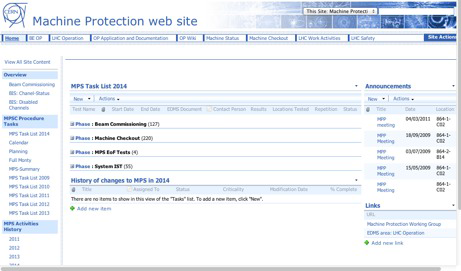 CERN
Machine Protection web site
This Site: Machine Protecti
Home BE OP LHC Operation OP Application and Documentation OP Wiki Machine Status Machine Checkout LHC Work Activities LHC Safety Site Action
View All Site Content
Overview
Beam Commissioning
BIS: Channel-Status
BIS: Disabled
Channels
MPSC Procedure
Tasks
MPS Task List 2014
Calendar
Planning
Full Monty
MPS-Summary
MPS Task List 2009
MPS Task List 2010
MPS Task List 2011
MPS Task List 2012
MPS Task List 2013
MPS Activities
History
2011
2012
2013
2014
MPS Task List 2014
New Actions
Test Name Start Date End Date EDMS Document Contact Person Results Locations Tested Repetition Status
Phase : Beam Commissioning (127)
Phase : Machine Checkout (220)
Phase : MPS EoF Tests (4)
Phase : System IST (55)
History of changes to MPS in 2014
Title Assigned To Status Criticality Modification Date % Complete
There are no items to show in this view of the "Tasks" list. To add a new item, click "New".
Add new item
Announcements
New Actions
Title Date Location
MPP meeting 04/03/2011 864-1-C02
MPP Meeting 18/09/2009 864-1-C02
MPP meeting 03/07/2009 864-2-B14
MPP meeting 15/05/2009 864-1-C02
MPP 864-1-C02
Links
URL
Machine Protection Working Group
EDMS area: LHC Operation
Add new link